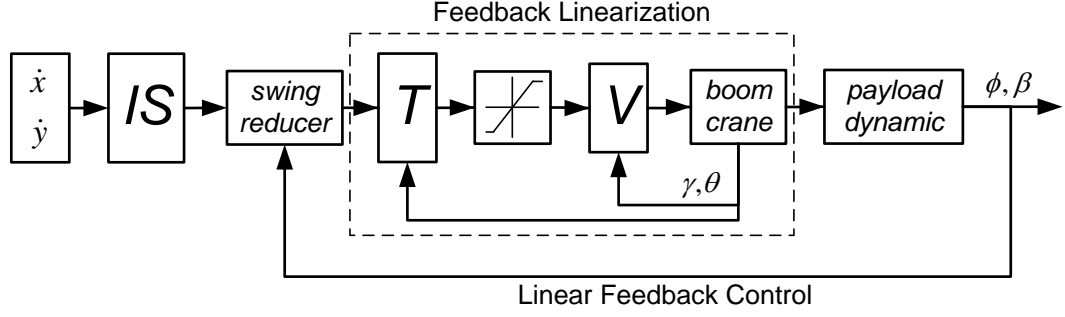 Feedback Linearization
ẋ
ẏ
IS
swing
reducer
T
V
boom
crane
payload
dynamic
ϕ, β
γ,θ
Linear Feedback Control